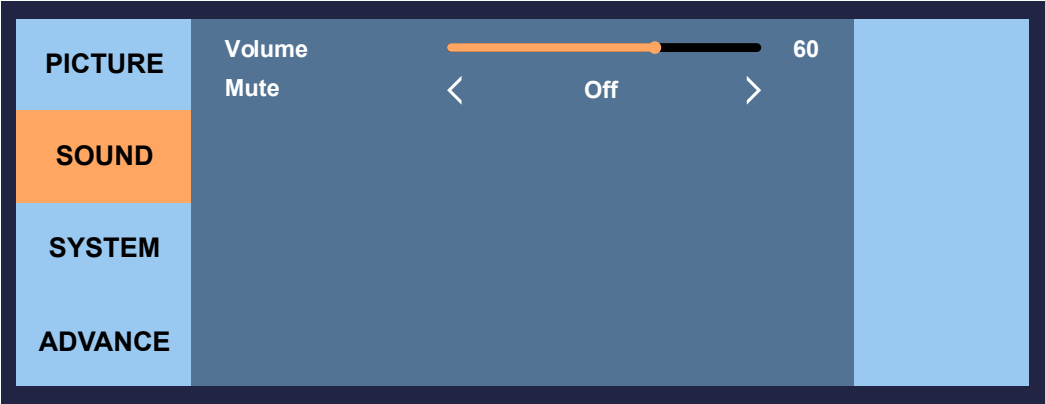 PICTURE
SOUND
SYSTEM
ADVANCE
Volume 60
Mute Off